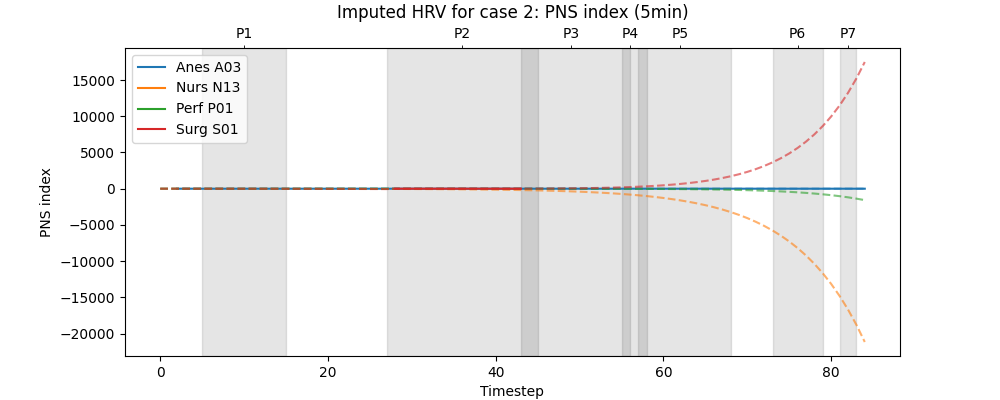 Imputed HRV for case 2: PNS index (5min)
P1 P2 P3 P4 P5 P6 P7
Anes A03
Nurs N13
Perf P01
Surg S01
PNS index
15000
10000
5000
0
−5000
−10000
−15000
−20000
0 20 40 60 80
Timestep